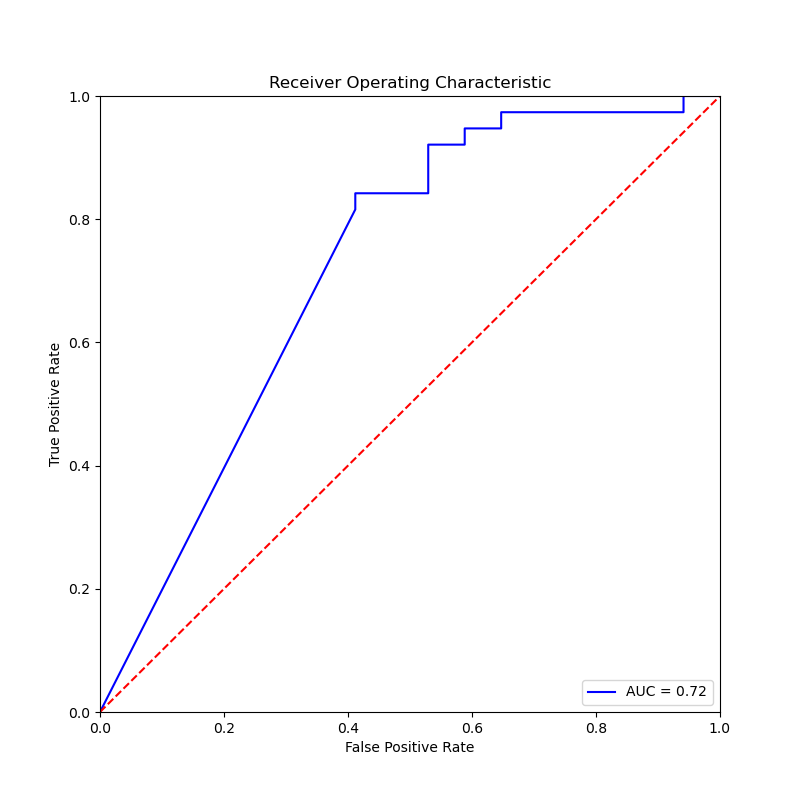 Receiver Operating Characteristic
1.0
0.8
0.6
0.4
0.2
0.0
True Positive Rate
AUC = 0.72
0.0 0.2 0.4 0.6 0.8 1.0
False Positive Rate